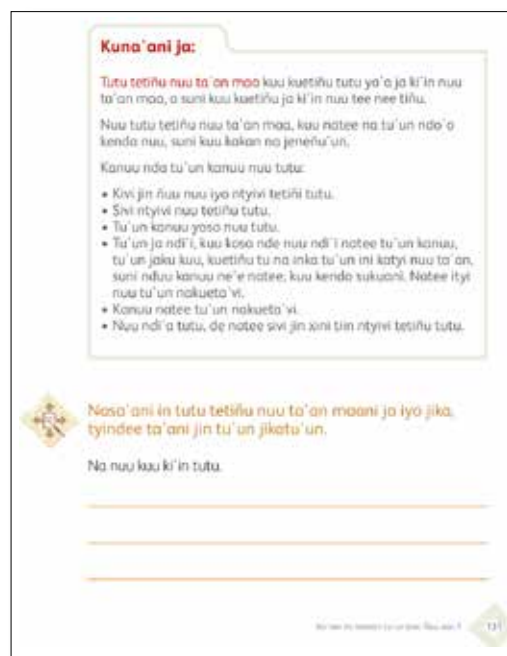 Kuna'ani ja:
Tutu tetiñu nuu ta'an maa kuu kuetiñu tutu ya'a ja ki'in nuu
ta'an maa, a suni kuu kuetiñu ja ki'in nuu tee nee tiñu.
Nuu tutu tetiñu nuu ta'an maa, kuu natee na tu'un ndo'o
kenda nuu, suni kuu kakan na jeneñu'un.
Kanuu nda tu'un kanuu nuu tutu:
• Kivi jin ñuu nuu iyo ntyivi tetiñi tutu.
• Sivi ntyivi nuu tetiñu tutu.
• Tu'un kanuu yoso nuu tutu.
• Tu'un ja ndi'i, kuu koso nde nuu ndi'i natee tu'un kanuu,
tu'un jaku kuu, kuetiñu tu na inka tu'un ini katyi nuu ta'an,
suni nduu kanuu ne'e natee, kuu kendo sukuani. Natee ityi
nuu tu'un nakueta'vi.
• Kanuu natee tu'un nakueta'vi.
• Nuu ndi'a tutu, de natee sivi jin xini tiin ntyivi tetiñu tutu.
Nasa'ani in tutu tetiñu nuu ta'an maani ja iyo jika,
tyindee ta'ani jin tu'un jikatu'un.
Na nuu kuu ki'in tutu.
131